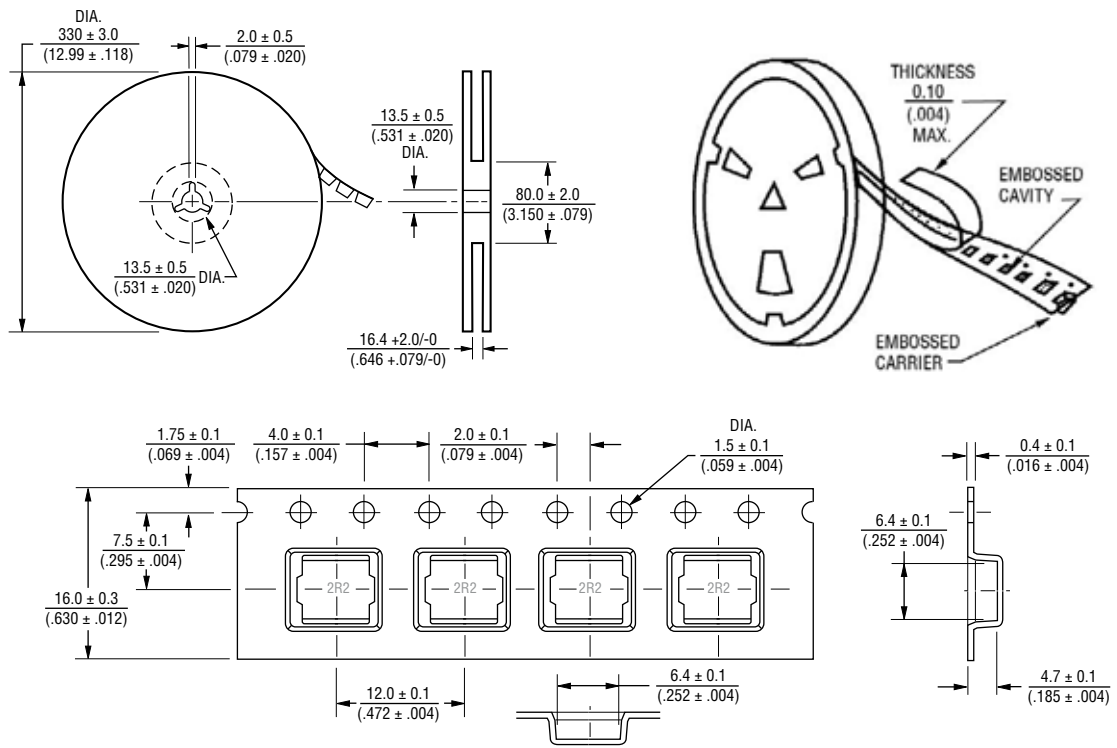 DIA.
330 ± 3.0
(12.99 ± .118)
2.0 ± 0.5
(.079 ± .020)
13.5 ± 0.5
(.531 ± .020)
DIA.
80.0 ± 2.0
(3.150 ± .079)
13.5 ± 0.5
(.531 ± .020)
DIA.
16.4 +2.0/-0
(.646 +.079/-0)
THICKNESS
0.10
(.004)
MAX.
EMBOSSED
CAVITY
EMBOSSED
CARRIER
1.75 ± 0.1
(.069 ± .004)
4.0 ± 0.1
(.157 ± .004)
2.0 ± 0.1
(.079 ± .004)
DIA.
1.5 ± 0.1
(.059 ± .004)
0.4 ± 0.1
(.016 ± .004)
7.5 ± 0.1
(.295 ± .004)
6.4 ± 0.1
(.252 ± .004)
16.0 ± 0.3
(.630 ± .012)
2R2 2R2 2R2 2R2
12.0 ± 0.1
(.472 ± .004)
6.4 ± 0.1
(.252 ± .004)
4.7 ± 0.1
(.185 ± .004)